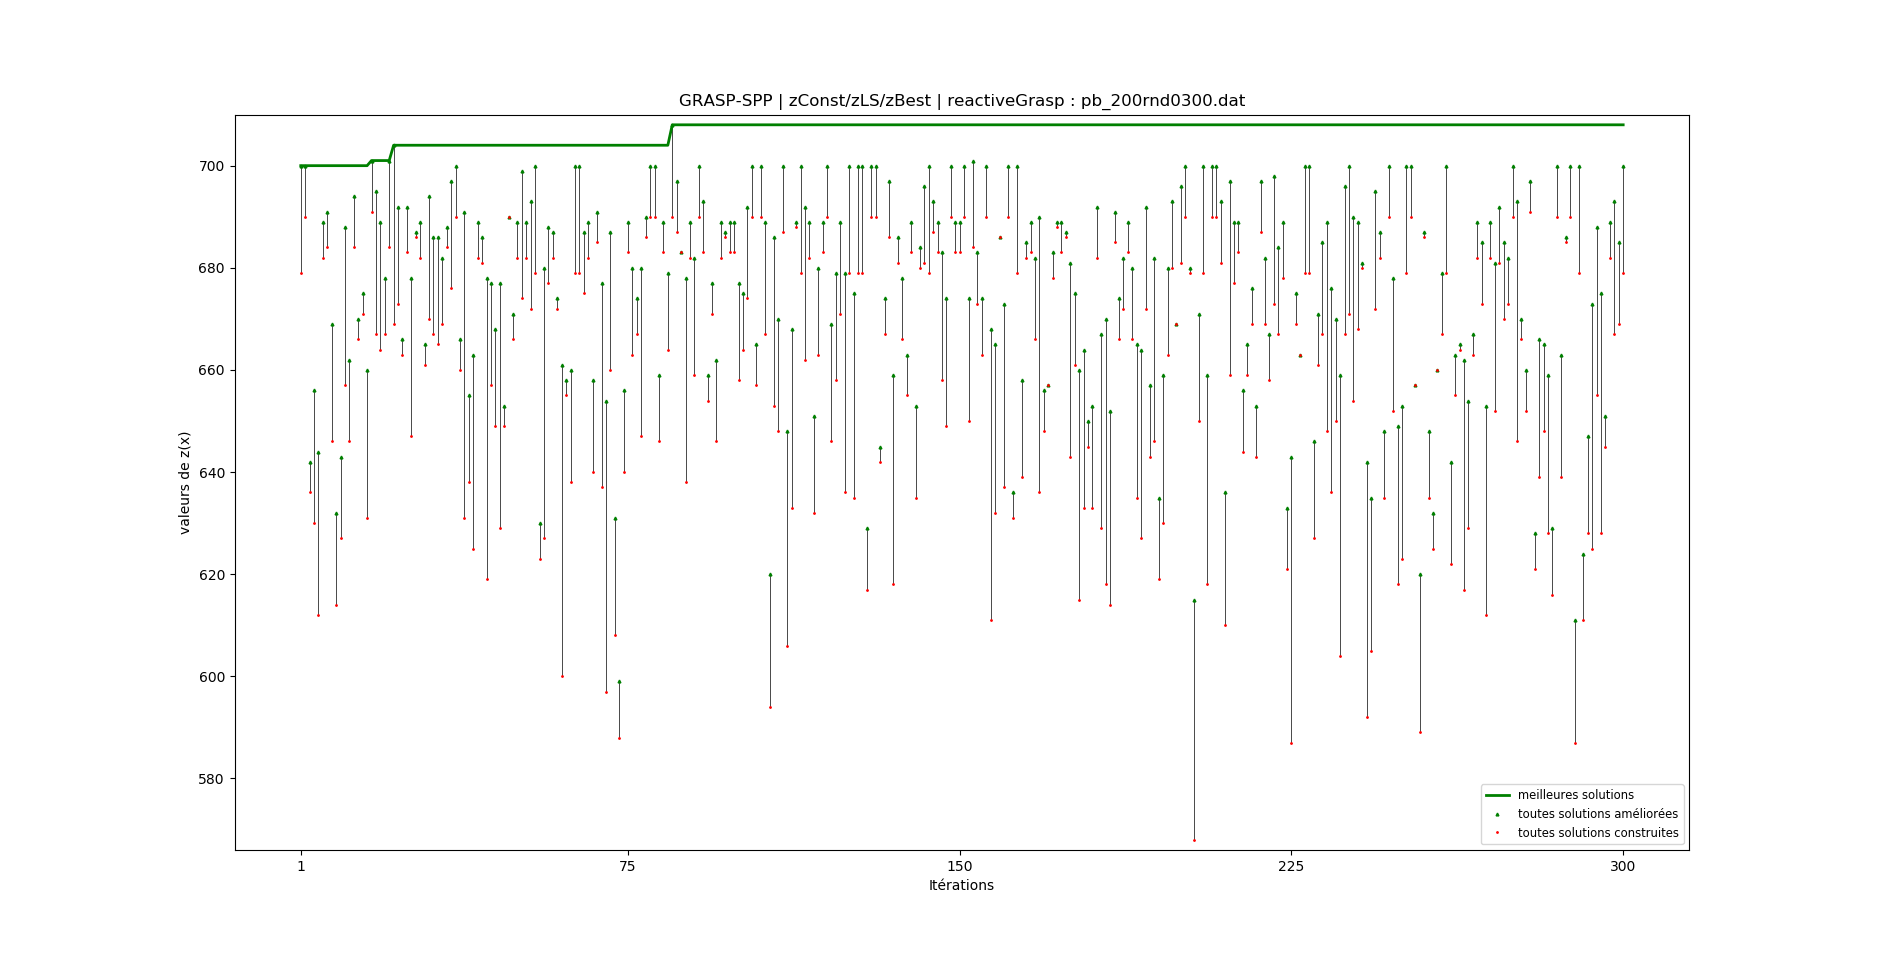 GRASP-SPP | zConst/zLS/zBest | reactiveGrasp : pb_200rnd0300.dat
valeurs de z(x)
700
680
660
640
620
600
580
meilleures solutions
toutes solutions améliorées
toutes solutions construites
1
75
150
225
300
Itérations